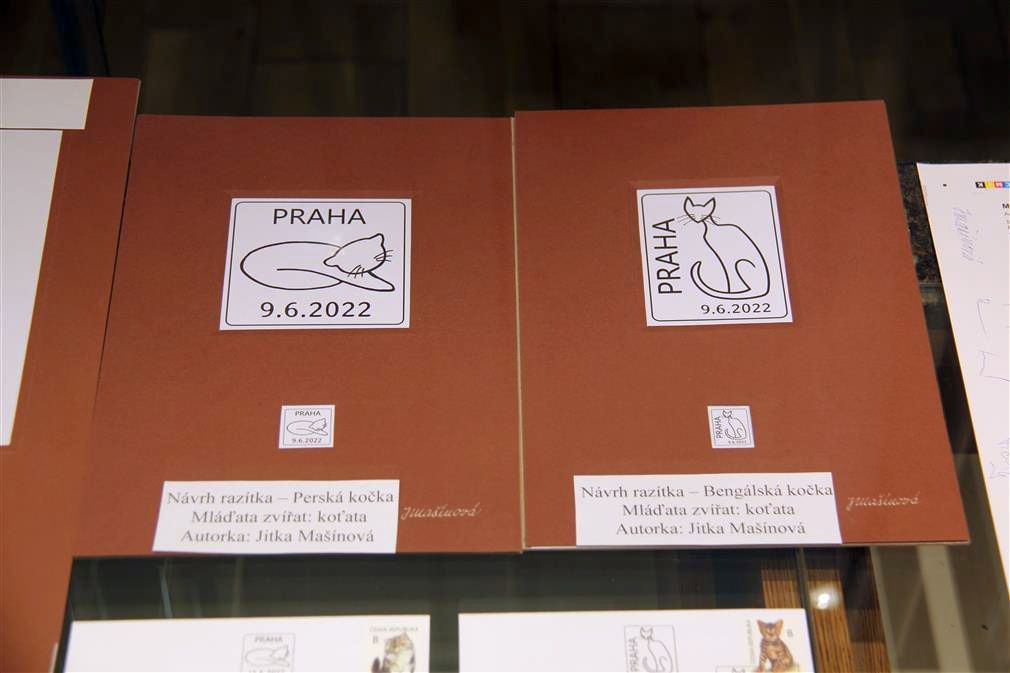 PRAHA
9.6.2022
PRAHA
9.6.2022
Návrh razítka – Perská kočka
Mláďata zvířat: koťata
Autorka: Jitka Mašínová
JMašínová
PRAHA
9.6.2022
PRAHA
9.6.2022
Návrh razítka – Bengálská kočka
Mláďata zvířat: koťata
Autorka: Jitka Mašínová
JMašínová
PRAHA
ČESKÁ REPUBLIKA
B
PRAHA
B